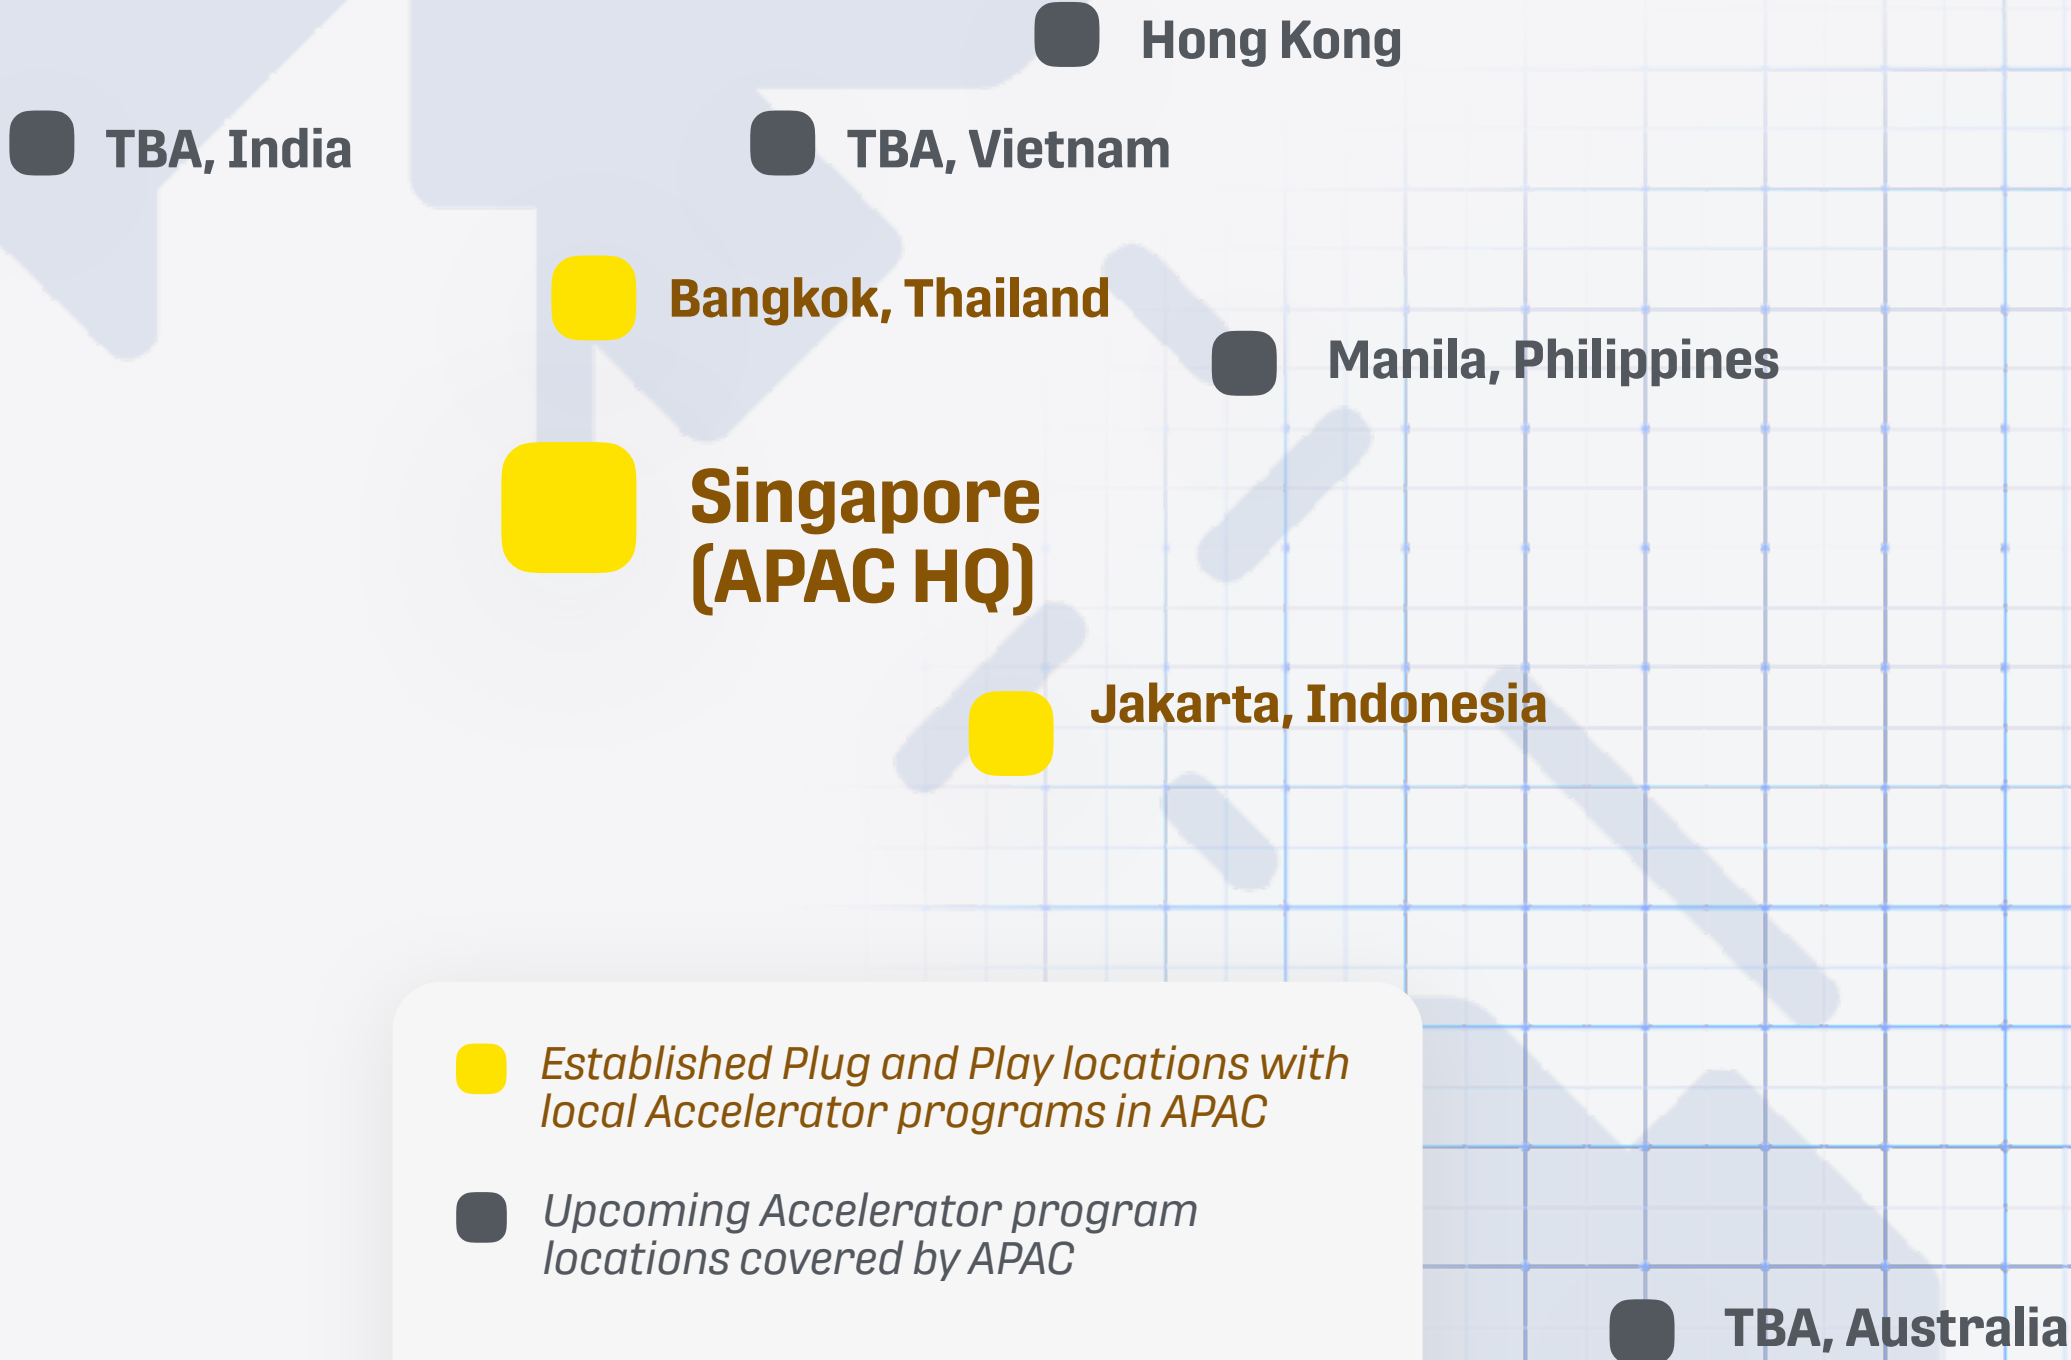 Hong Kong
TBA, India
TBA, Vietnam
Bangkok, Thailand
Manila, Philippines
Singapore
(APAC HQ)
Jakarta, Indonesia
Established Plug and Play locations with
local Accelerator programs in APAC
Upcoming Accelerator program
locations covered by APAC
TBA, Australia